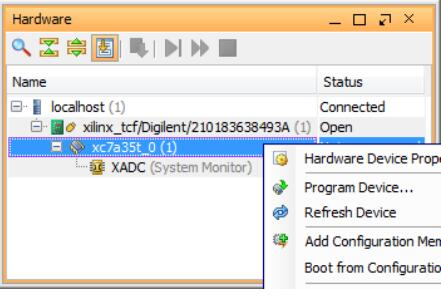 Hardware
Name Status
localhost (1) Connected
xilinx_tcf/Digilent/210183638493A (1) Open
xc7a35t_0 (1)
XADC (System Monitor)
Hardware Device Prope
Program Device...
Refresh Device
Add Configuration Mem
Boot from Configuratio